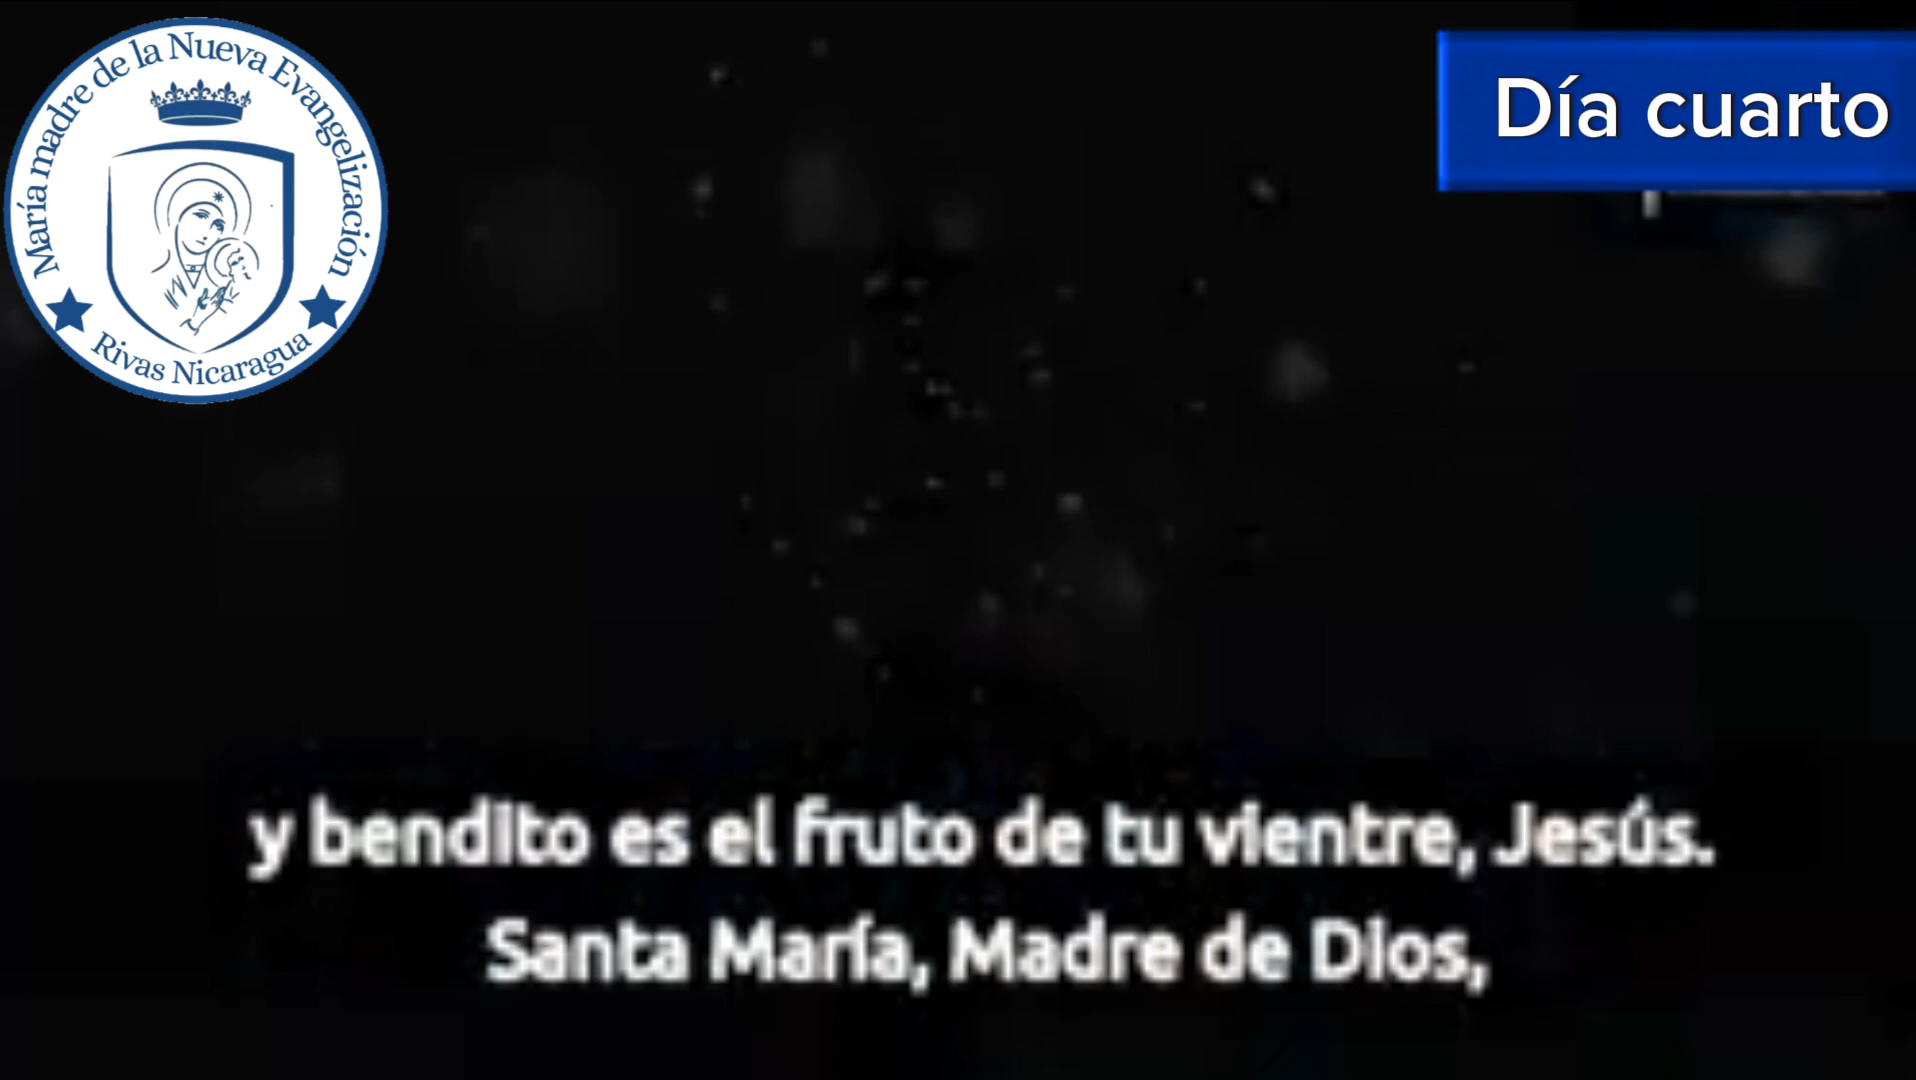 María madre de la Nueva Evangelización
Rivas Nicaragua
Día cuarto
y bendito es el fruto de tu vientre, Jesús.
Santa María, Madre de Dios,